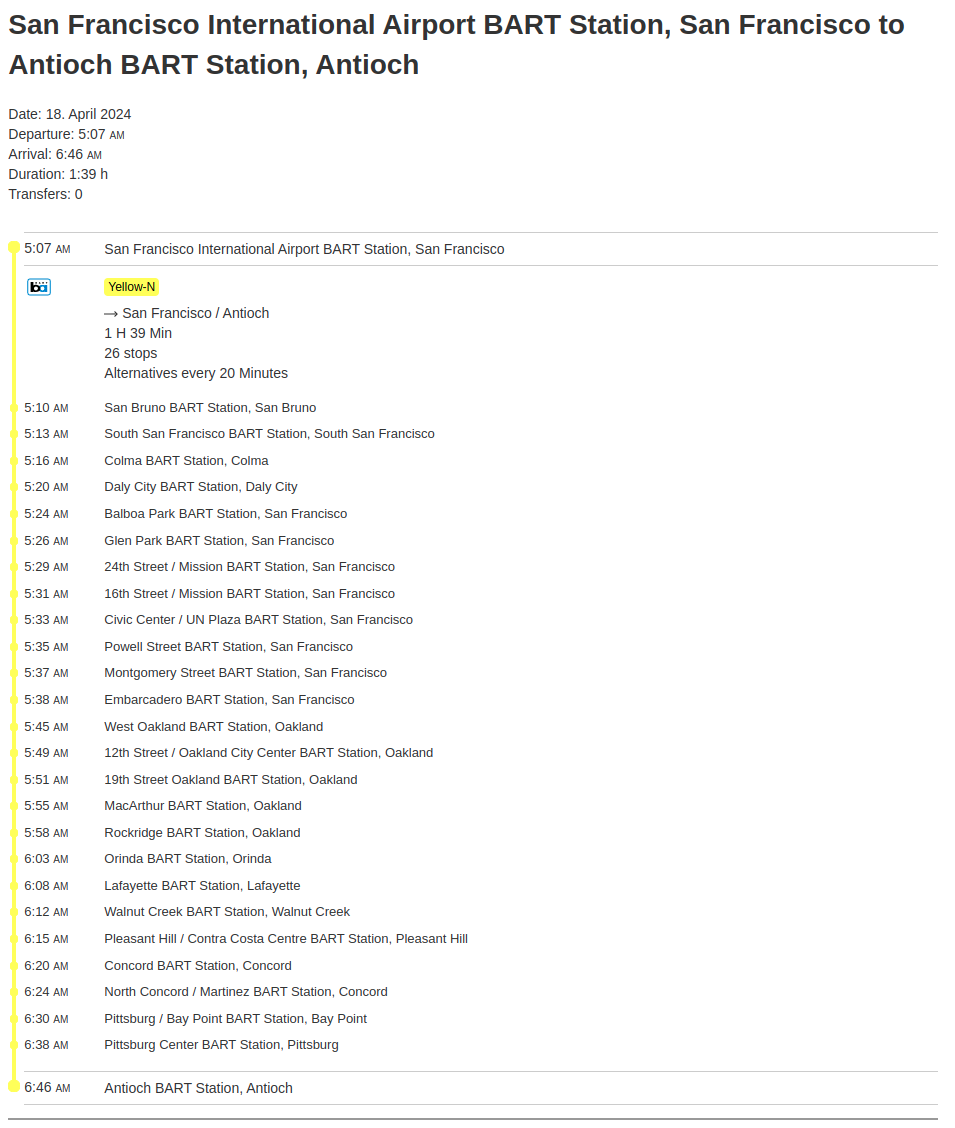 San Francisco International Airport BART Station, San Francisco to
Antioch BART Station, Antioch
Date: 18. April 2024
Departure: 5:07 AM
Arrival: 6:46 AM
Duration: 1:39 h
Transfers: 0
5:07 AM San Francisco International Airport BART Station, San Francisco
ba Yellow-N
→ San Francisco / Antioch
1 H 39 Min
26 stops
Alternatives every 20 Minutes
5:10 AM San Bruno BART Station, San Bruno
5:13 AM South San Francisco BART Station, South San Francisco
5:16 AM Colma BART Station, Colma
5:20 AM Daly City BART Station, Daly City
5:24 AM Balboa Park BART Station, San Francisco
5:26 AM Glen Park BART Station, San Francisco
5:29 AM 24th Street / Mission BART Station, San Francisco
5:31 AM 16th Street / Mission BART Station, San Francisco
5:33 AM Civic Center / UN Plaza BART Station, San Francisco
5:35 AM Powell Street BART Station, San Francisco
5:37 AM Montgomery Street BART Station, San Francisco
5:38 AM Embarcadero BART Station, San Francisco
5:45 AM West Oakland BART Station, Oakland
5:49 AM 12th Street / Oakland City Center BART Station, Oakland
5:51 AM 19th Street Oakland BART Station, Oakland
5:55 AM MacArthur BART Station, Oakland
5:58 AM Rockridge BART Station, Oakland
6:03 AM Orinda BART Station, Orinda
6:08 AM Lafayette BART Station, Lafayette
6:12 AM Walnut Creek BART Station, Walnut Creek
6:15 AM Pleasant Hill / Contra Costa Centre BART Station, Pleasant Hill
6:20 AM Concord BART Station, Concord
6:24 AM North Concord / Martinez BART Station, Concord
6:30 AM Pittsburg / Bay Point BART Station, Bay Point
6:38 AM Pittsburg Center BART Station, Pittsburg
6:46 AM Antioch BART Station, Antioch